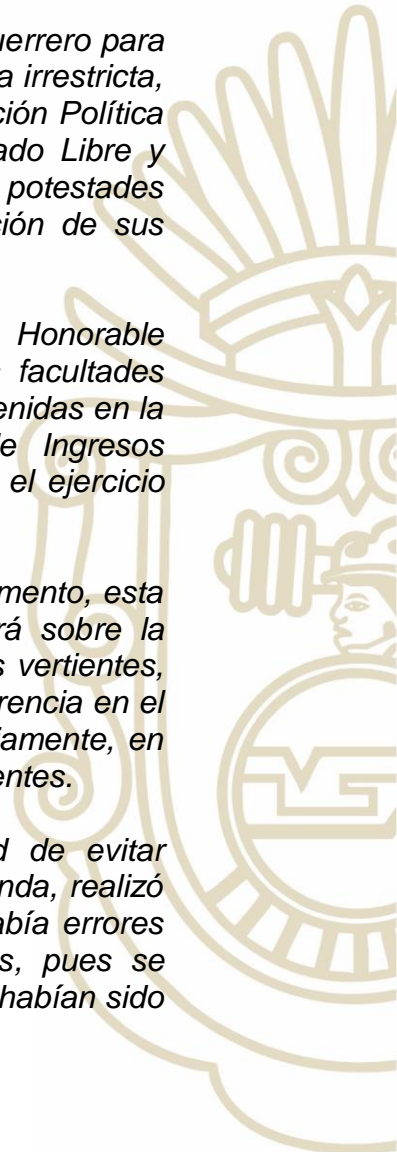 uerrero para
a irrestricta,
ción Política
ado Libre y
potestades
ción de sus
Honorable
facultades
enidas en la
e Ingresos
el ejercicio
mento, esta
rá sobre la
s vertientes,
rencia en el
iamente, en
entes.
d de evitar
nda, realizó
abía errores
s, pues se
habían sido